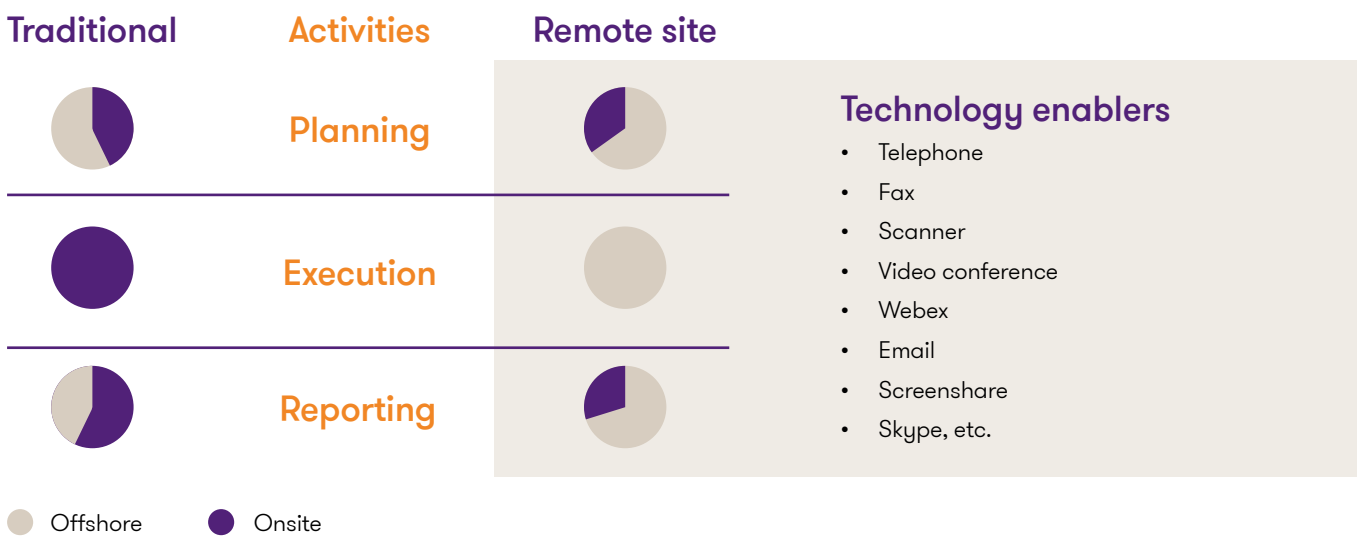 Traditional
Activities
Remote site
Planning
Execution
Reporting
Technology enablers
• Telephone
• Fax
• Scanner
• Video conference
• Webex
• Email
• Screenshare
• Skype, etc.
Offshore
Onsite